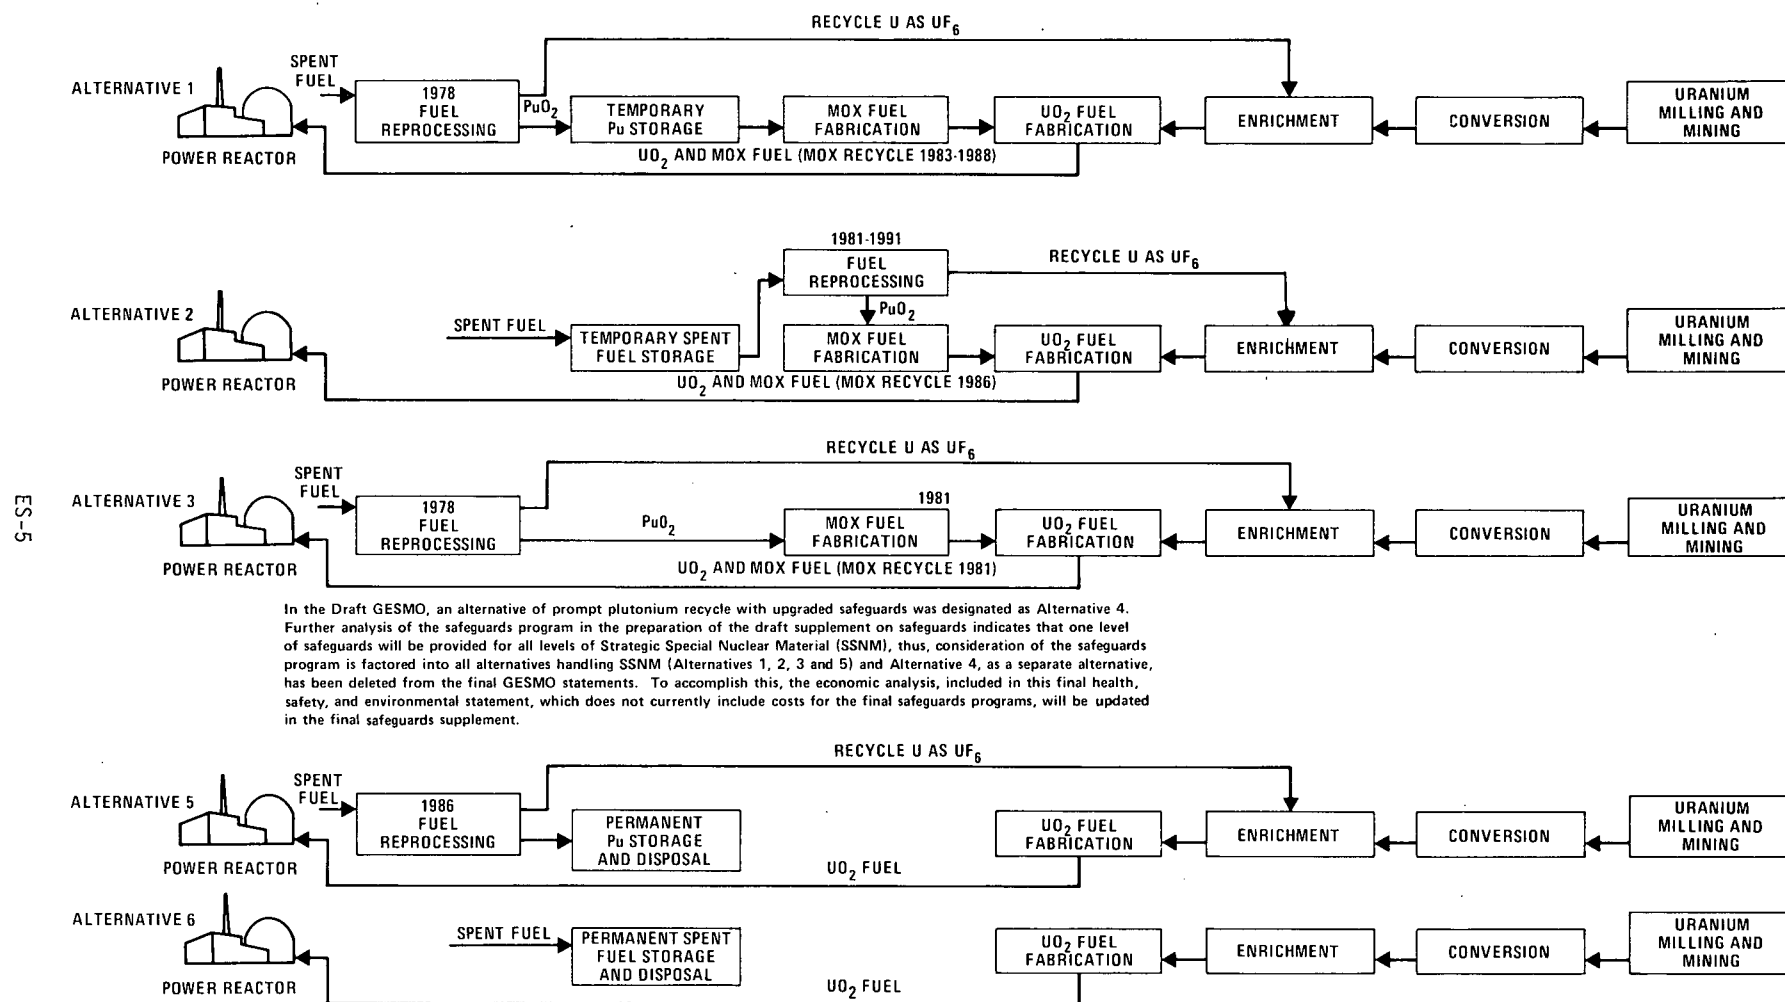 RECYCLE U AS UF6
ALTERNATIVE 1
SPENT
FUEL
1978
FUEL
REPROCESSING
PuO2
TEMPORARY
Pu STORAGE
MOX FUEL
FABRICATION
UO2 FUEL
FABRICATION
ENRICHMENT
CONVERSION
URANIUM
MILLING AND
MINING
POWER REACTOR
UO2 AND MOX FUEL (MOX RECYCLE 1983-1988)
1981-1991
FUEL
REPROCESSING
RECYCLE U AS UF6
PuO2
ALTERNATIVE 2
SPENT FUEL
TEMPORARY SPENT
FUEL STORAGE
MOX FUEL
FABRICATION
UO2 FUEL
FABRICATION
ENRICHMENT
CONVERSION
URANIUM
MILLING AND
MINING
POWER REACTOR
UO2 AND MOX FUEL (MOX RECYCLE 1986)
RECYCLE U AS UF6
ALTERNATIVE 3
SPENT
FUEL
1978
FUEL
REPROCESSING
PuO2
1981
MOX FUEL
FABRICATION
UO2 FUEL
FABRICATION
ENRICHMENT
CONVERSION
URANIUM
MILLING AND
MINING
POWER REACTOR
UO2 AND MOX FUEL (MOX RECYCLE 1981)
ES-5
In the Draft GESMO, an alternative of prompt plutonium recycle with upgraded safeguards was designated as Alternative 4.
Further analysis of the safeguards program in the preparation of the draft supplement on safeguards indicates that one level
of safeguards will be provided for all levels of Strategic Special Nuclear Material (SSNM), thus, consideration of the safeguards
program is factored into all alternatives handling SSNM (Alternatives 1, 2, 3 and 5) and Alternative 4, as a separate alternative,
has been deleted from the final GESMO statements. To accomplish this, the economic analysis, included in this final health,
safety, and environmental statement, which does not currently include costs for the final safeguards programs, will be updated
in the final safeguards supplement.
RECYCLE U AS UF6
ALTERNATIVE 5
SPENT
FUEL
1986
FUEL
REPROCESSING
PERMANENT
Pu STORAGE
AND DISPOSAL
UO2 FUEL
FABRICATION
ENRICHMENT
CONVERSION
URANIUM
MILLING AND
MINING
POWER REACTOR
UO2 FUEL
ALTERNATIVE 6
SPENT FUEL
PERMANENT SPENT
FUEL STORAGE
AND DISPOSAL
UO2 FUEL
FABRICATION
ENRICHMENT
CONVERSION
URANIUM
MILLING AND
MINING
POWER REACTOR
UO2 FUEL